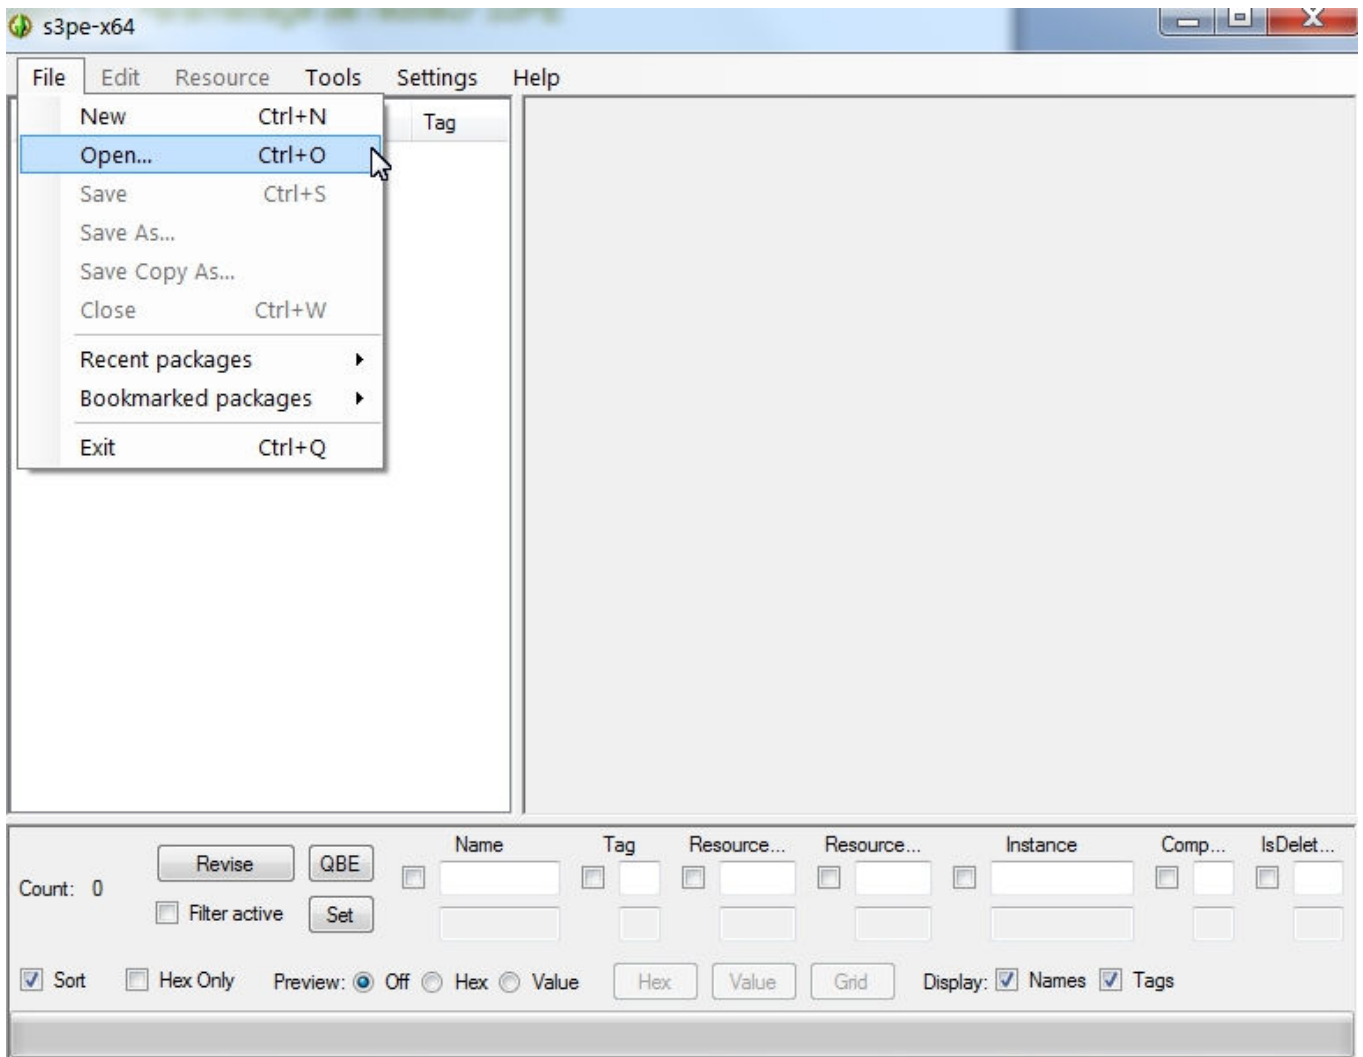 s3pe-x64
File Edit Resource Tools Settings Help
New Ctrl+N
Tag
Open... Ctrl+O
Save Ctrl+S
Save As...
Save Copy As...
Close Ctrl+W
Recent packages
Bookmarked packages
Exit Ctrl+Q
Name Tag Resource... Resource... Instance Comp... IsDelet...
Revise QBE
Count: 0
Filter active Set
Sort Hex Only Preview: Off Hex Value Hex Value Grid Display: Names Tags